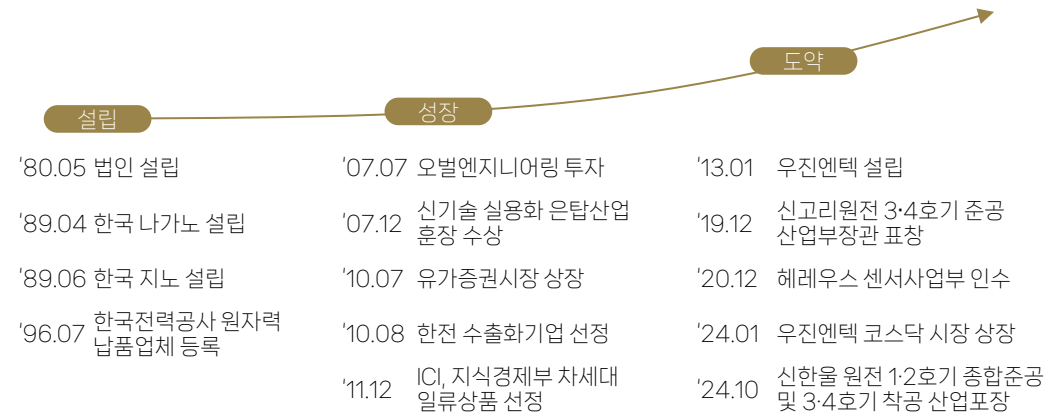 설립
'80.05 법인 설립
'89.04 한국 나가노 설립
'89.06 한국 지노 설립
'96.07 한국전력공사 원자력
납품업체 등록
성장
'07.07 오벌엔지니어링 투자
'07.12 신기술 실용화 은탑산업
훈장 수상
'10.07 유가증권시장 상장
'10.08 한전 수출화기업 선정
'11.12 ICI, 지식경제부 차세대
일류상품 선정
도약
'13.01 우진엔텍 설립
'19.12 신고리원전 3·4호기 준공
산업부장관 표창
'20.12 헤레우스 센서사업부 인수
'24.01 우진엔텍 코스닥 시장 상장
'24.10 신한울 원전 1·2호기 종합준공
및 3·4호기 착공 산업포장